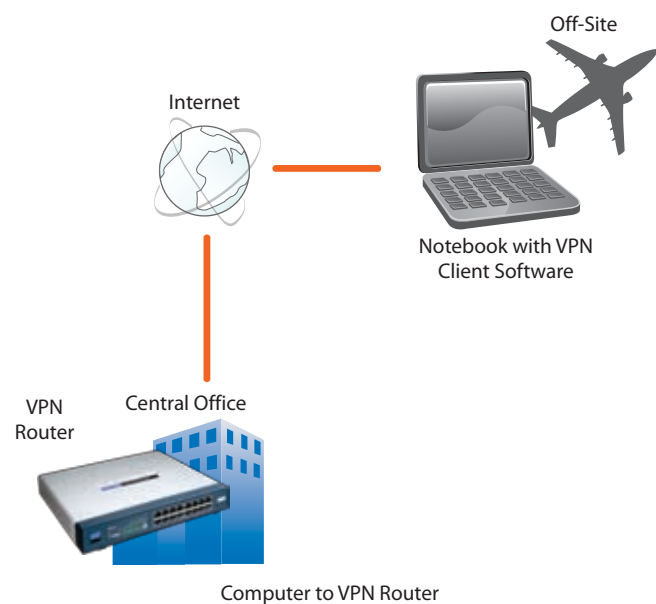 Off-Site
Internet
Notebook with VPN
Client Software
VPN
Router
Central Office
Computer to VPN Router